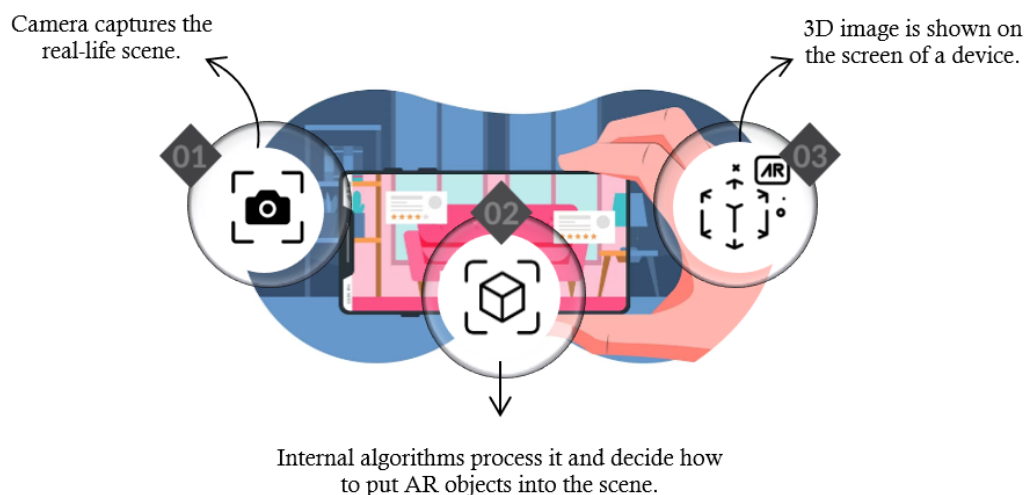 Camera captures the
real-life scene.
01
3D image is shown on
the screen of a device.
AR
03
02
Internal algorithms process it and decide how
to put AR objects into the scene.